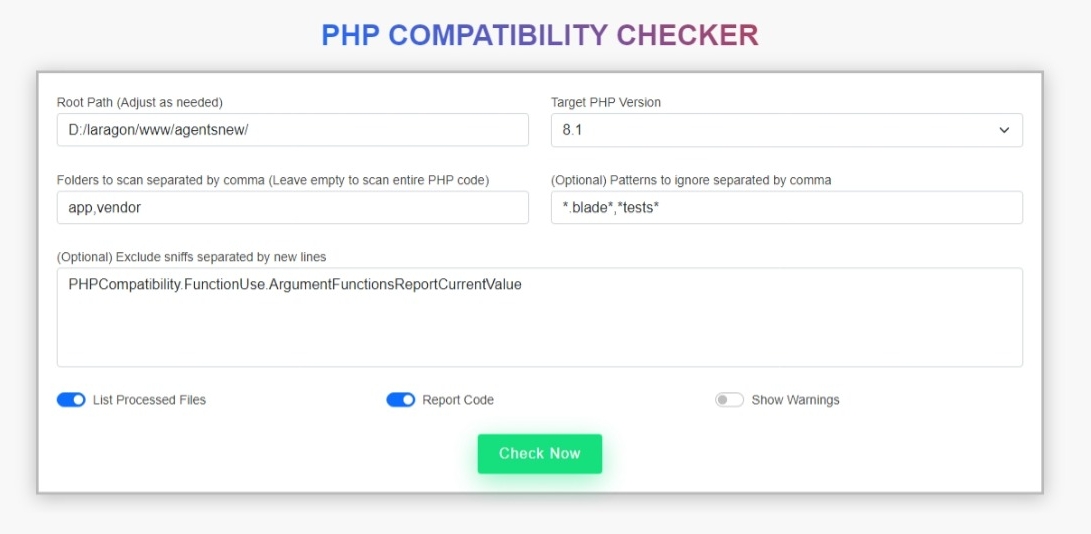 PHP COMPATIBILITY CHECKER
Root Path (Adjust as needed)
D:/laragon/www/agentsnew/
Target PHP Version
8.1
Folders to scan separated by comma (Leave empty to scan entire PHP code)
app,vendor
(Optional) Patterns to ignore separated by comma
*.blade*,*tests*
(Optional) Exclude sniffs separated by new lines
PHPCompatibility.FunctionUse.ArgumentFunctionsReportCurrentValue
List Processed Files
Report Code
Show Warnings
Check Now